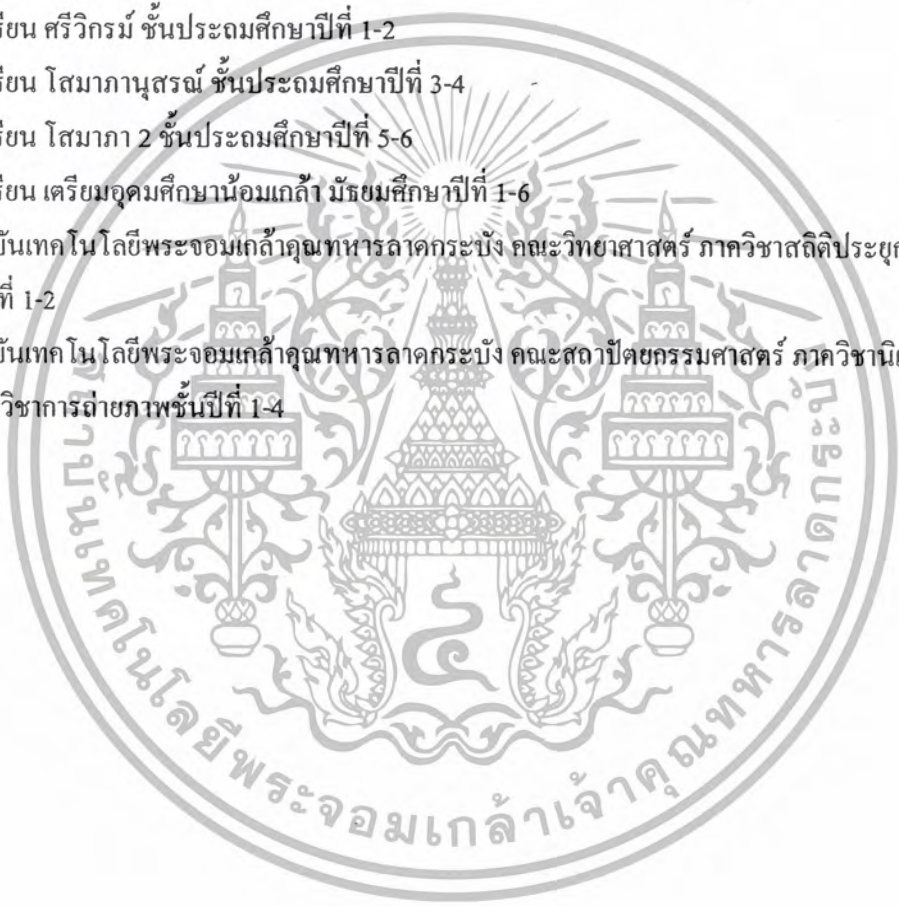 รียน ศรีวิกรม์ ชั้นประถมศึกษาปีที่ 1-2
รียน โสมาภานุสรณ์ ชั้นประถมศึกษาปีที่ 3-4
รียน โสมาภา 2 ชั้นประถมศึกษาปีที่ 5-6
รียน เตรียมอุดมศึกษาน้อมเกล้า มัธยมศึกษาปีที่ 1-6
บันเทคโนโลยีพระจอมเกล้าคุณทหารลาดกระบัง คณะวิทยาศาสตร์ ภาควิชาสถิติประยุก
ที่ 1-2
บันเทคโนโลยีพระจอมเกล้าคุณทหารลาดกระบัง คณะสถาปัตยกรรมศาสตร์ ภาควิชานิเ
วิชาการถ่ายภาพชั้นปีที่ 1-4
สถาบันเทคโนโลยีพระจอมเกล้าเจ้าคุณทหารลาดกระบัง